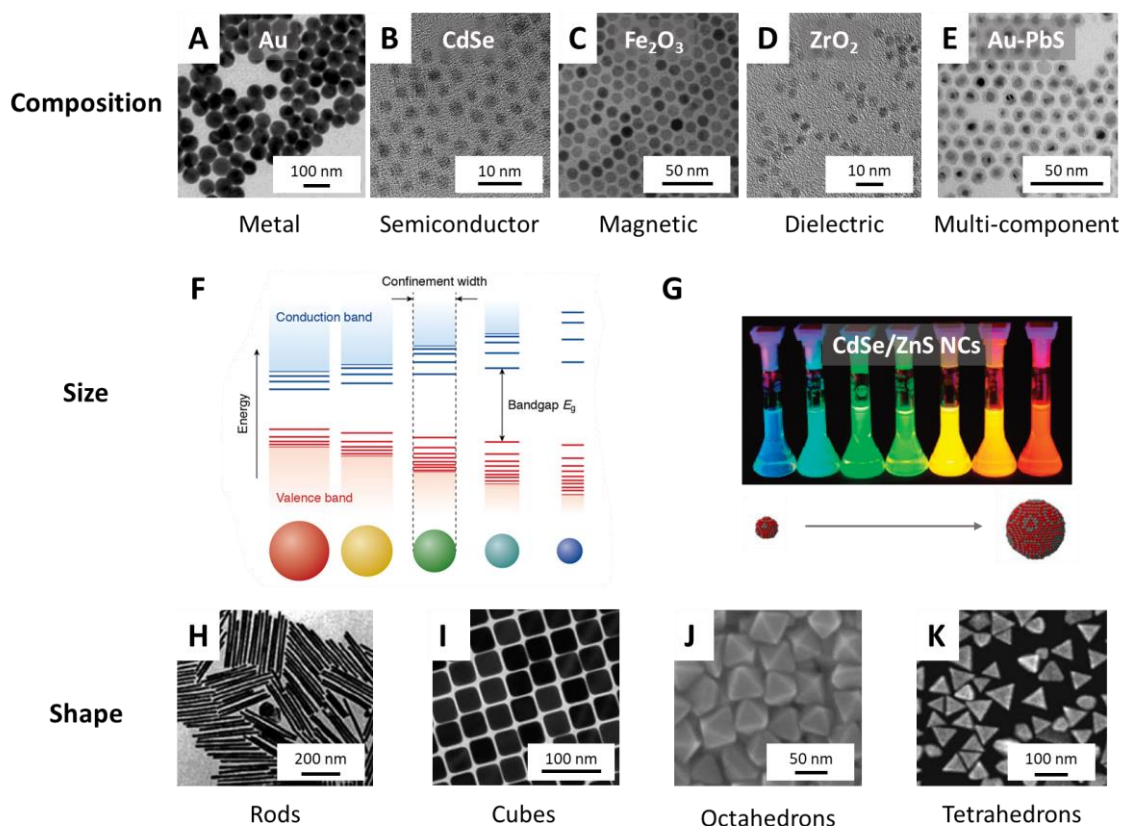 Composition
A
Au
100 nm
Metal
B
CdSe
10 nm
Semiconductor
C
Fe₂O₃
50 nm
Magnetic
D
ZrO₂
10 nm
Dielectric
E
Au-PbS
50 nm
Multi-component
Size
F
Confinement width
Conduction band
Energy
Bandgap Eg
Valence band
G
CdSe/ZnS NCs
Shape
H
200 nm
Rods
I
100 nm
Cubes
J
50 nm
Octahedrons
K
100 nm
Tetrahedrons